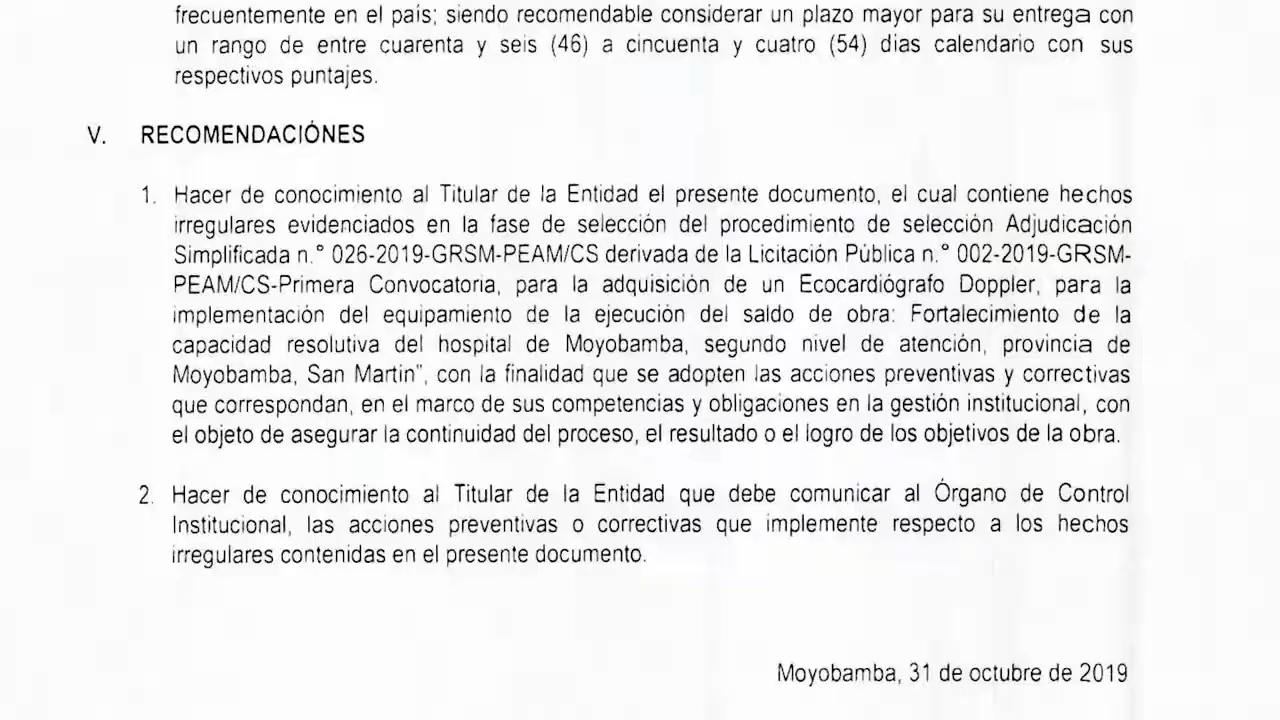 frecuentemente en el país; siendo recomendable considerar un plazo mayor para su entrega con
un rango de entre cuarenta y seis (46) a cincuenta y cuatro (54) días calendario con sus
respectivos puntajes.
V. RECOMENDACIÓNES
1. Hacer de conocimiento al Titular de la Entidad el presente documento, el cual contiene hechos
irregulares evidenciados en la fase de selección del procedimiento de selección Adjudicación
Simplificada n.° 026-2019-GRSM-PEAM/CS derivada de la Licitación Pública n.° 002-2019-GRSM-
PEAM/CS-Primera Convocatoria, para la adquisición de un Ecocardiógrafo Doppler, para la
implementación del equipamiento de la ejecución del saldo de obra: Fortalecimiento de la
capacidad resolutiva del hospital de Moyobamba, segundo nivel de atención, provincia de
Moyobamba, San Martin", con la finalidad que se adopten las acciones preventivas y correctivas
que correspondan, en el marco de sus competencias y obligaciones en la gestión institucional, con
el objeto de asegurar la continuidad del proceso, el resultado o el logro de los objetivos de la obra.
2. Hacer de conocimiento al Titular de la Entidad que debe comunicar al Órgano de Control
Institucional, las acciones preventivas o correctivas que implemente respecto a los hechos
irregulares contenidas en el presente documento.
Moyobamba, 31 de octubre de 2019